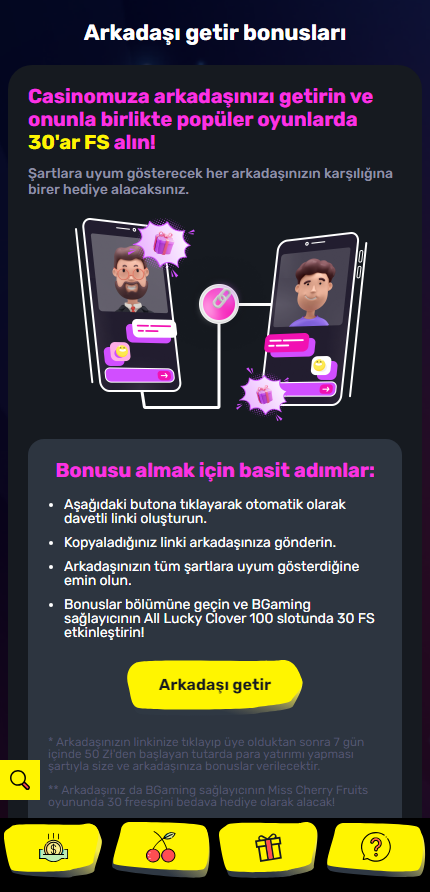 Arkadaşı getir bonusları
Casinomuza arkadaşınızı getirin ve
onunla birlikte popüler oyunlarda
30'ar FS alın!
Şartlara uyum gösterecek her arkadaşınızın karşılığına
birer hediye alacaksınız.
Bonusu almak için basit adımlar:
• Aşağıdaki butona tıklayarak otomatik olarak
davetli linki oluşturun.
• Kopyaladığınız linki arkadaşınıza gönderin.
• Arkadaşınızın tüm şartlara uyum gösterdiğine
emin olun.
• Bonuslar bölümüne geçin ve BGaming
sağlayıcının All Lucky Clover 100 slotunda 30 FS
etkinleştirin!
Arkadaşı getir
* Arkadaşınızın linkinize tıklayıp üye olduktan sonra 7 gün
içinde 50 Zl'den başlayan tutarda para yatırımı yapması
şartıyla size ve arkadaşınıza bonuslar verilecektir.
** Arkadaşınız da BGaming sağlayıcının Miss Cherry Fruits
oyununda 30 freespini bedava hediye olarak alacak!